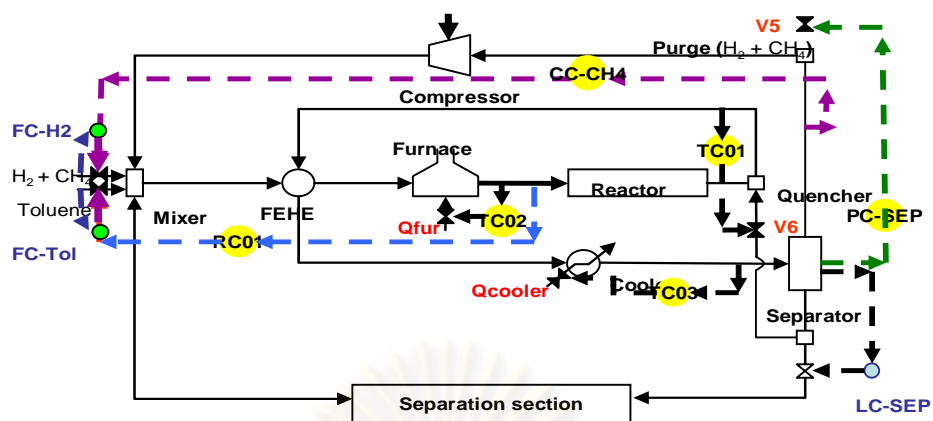 V5
Purge (H2 + CH4)
CC-CH4
Compressor
FC-H2
Furnace
TC01
H2 + CH4
Reactor
Toluene
Mixer
FEHE
Quencher
Qfur
TC02
PC-SEP
RC01
V6
FC-Tol
Qcooler
TC03
Separator
Separation section
LC-SEP